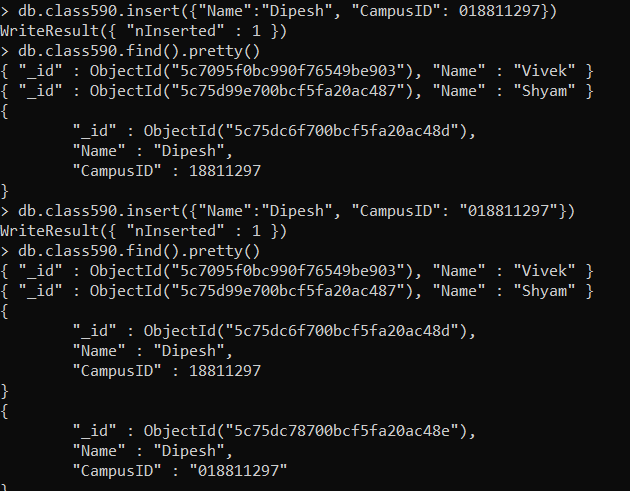 > db.class590.insert({"Name":"Dipesh", "CampusID": 018811297})
WriteResult({ "nInserted" : 1 })
> db.class590.find().pretty()
{ "_id" : ObjectId("5c7095f0bc990f76549be903"), "Name" : "Vivek" }
{ "_id" : ObjectId("5c75d99e700bcf5fa20ac487"), "Name" : "Shyam" }
{
        "_id" : ObjectId("5c75dc6f700bcf5fa20ac48d"),
        "Name" : "Dipesh",
        "CampusID" : 18811297
}
> db.class590.insert({"Name":"Dipesh", "CampusID": "018811297"})
WriteResult({ "nInserted" : 1 })
> db.class590.find().pretty()
{ "_id" : ObjectId("5c7095f0bc990f76549be903"), "Name" : "Vivek" }
{ "_id" : ObjectId("5c75d99e700bcf5fa20ac487"), "Name" : "Shyam" }
{
        "_id" : ObjectId("5c75dc6f700bcf5fa20ac48d"),
        "Name" : "Dipesh",
        "CampusID" : 18811297
}
{
        "_id" : ObjectId("5c75dc78700bcf5fa20ac48e"),
        "Name" : "Dipesh",
        "CampusID" : "018811297"
}